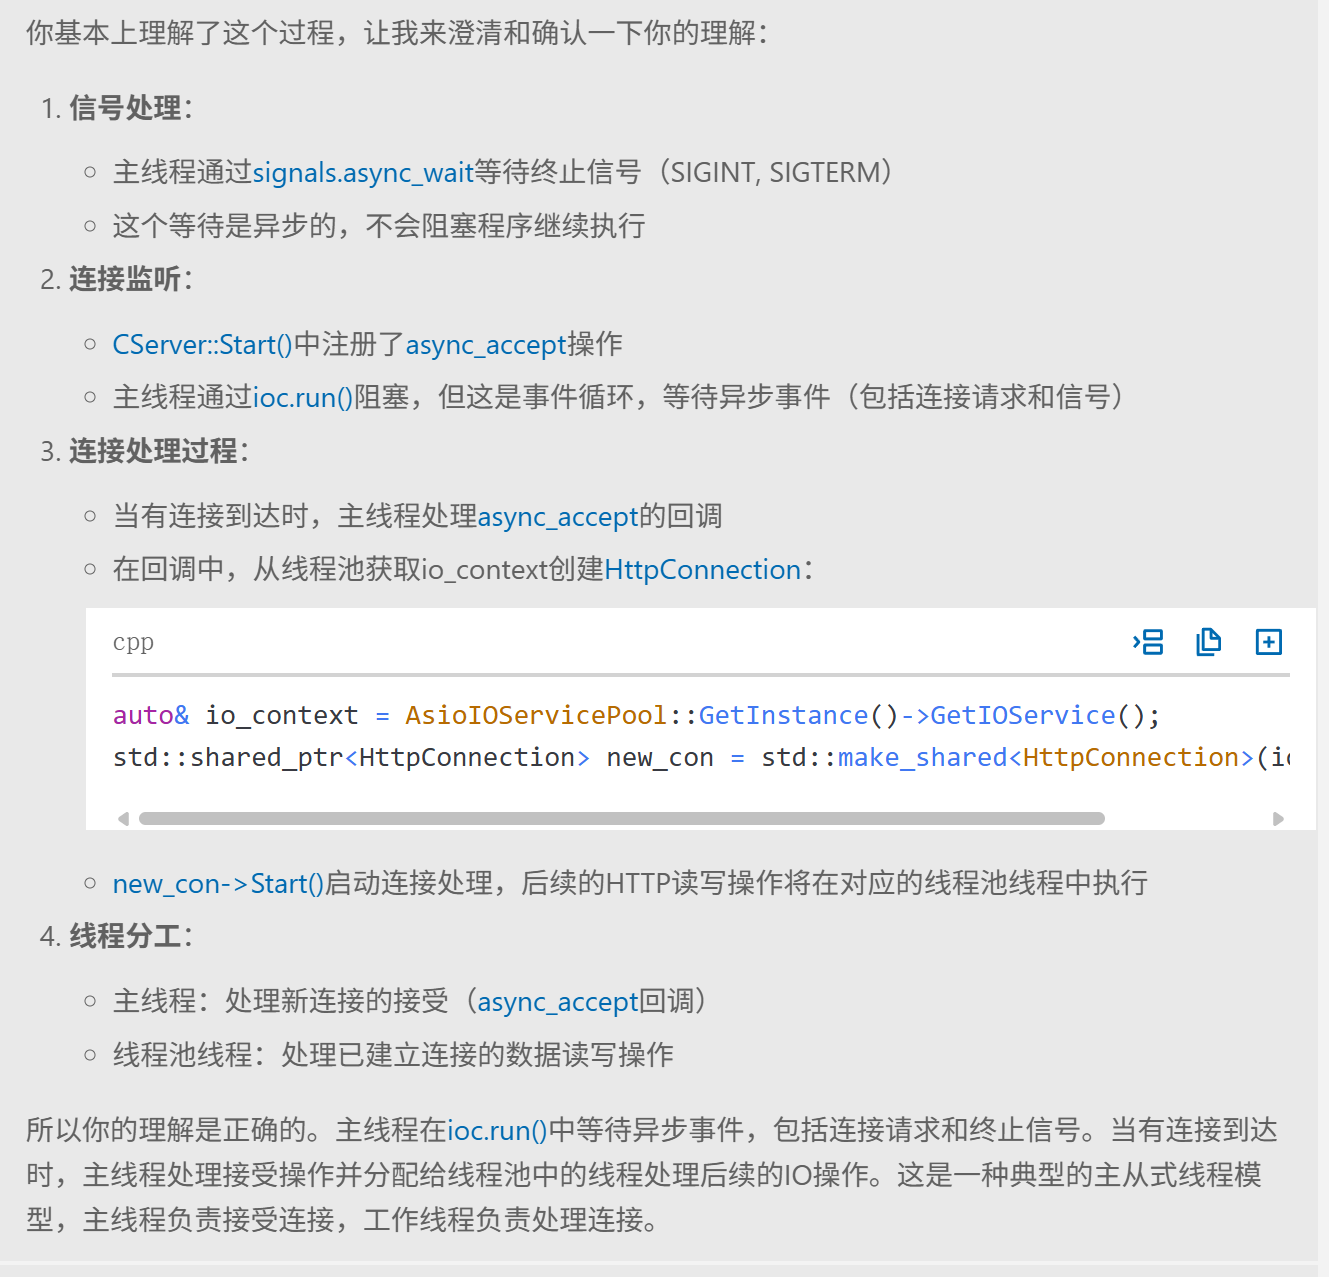 你基本上理解了这个过程，让我来澄清和确认一下你的理解：
1. 信号处理：
主线程通过signals.async_wait等待终止信号（SIGINT, SIGTERM）
这个等待是异步的，不会阻塞程序继续执行
2. 连接监听：
CServer::Start()中注册了async_accept操作
主线程通过ioc.run()阻塞，但这是事件循环，等待异步事件（包括连接请求和信号）
3. 连接处理过程：
当有连接到达时，主线程处理async_accept的回调
在回调中，从线程池获取io_context创建HttpConnection：
cpp
auto& io_context = AsioIOServicePool::GetInstance()->GetIOService();
std::shared_ptr<HttpConnection> new_con = std::make_shared<HttpConnection>(io
new_con->Start()启动连接处理，后续的HTTP读写操作将在对应的线程池线程中执行
4. 线程分工：
主线程：处理新连接的接受（async_accept回调）
线程池线程：处理已建立连接的数据读写操作
所以你的理解是正确的。主线程在ioc.run()中等待异步事件，包括连接请求和终止信号。当有连接到达
时，主线程处理接受操作并分配给线程池中的线程处理后续的IO操作。这是一种典型的主从式线程模
型，主线程负责接受连接，工作线程负责处理连接。